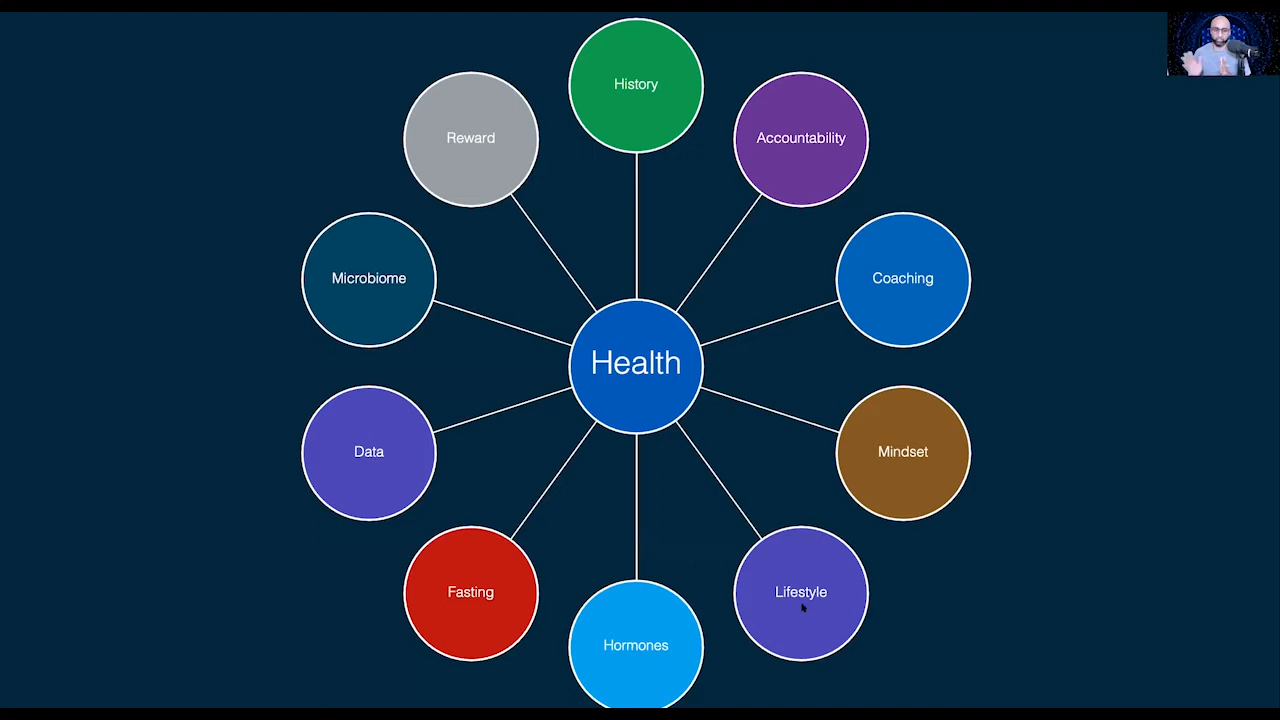 History
Reward
Accountability
Microbiome
Coaching
Health
Data
Mindset
Fasting
Lifestyle
Hormones